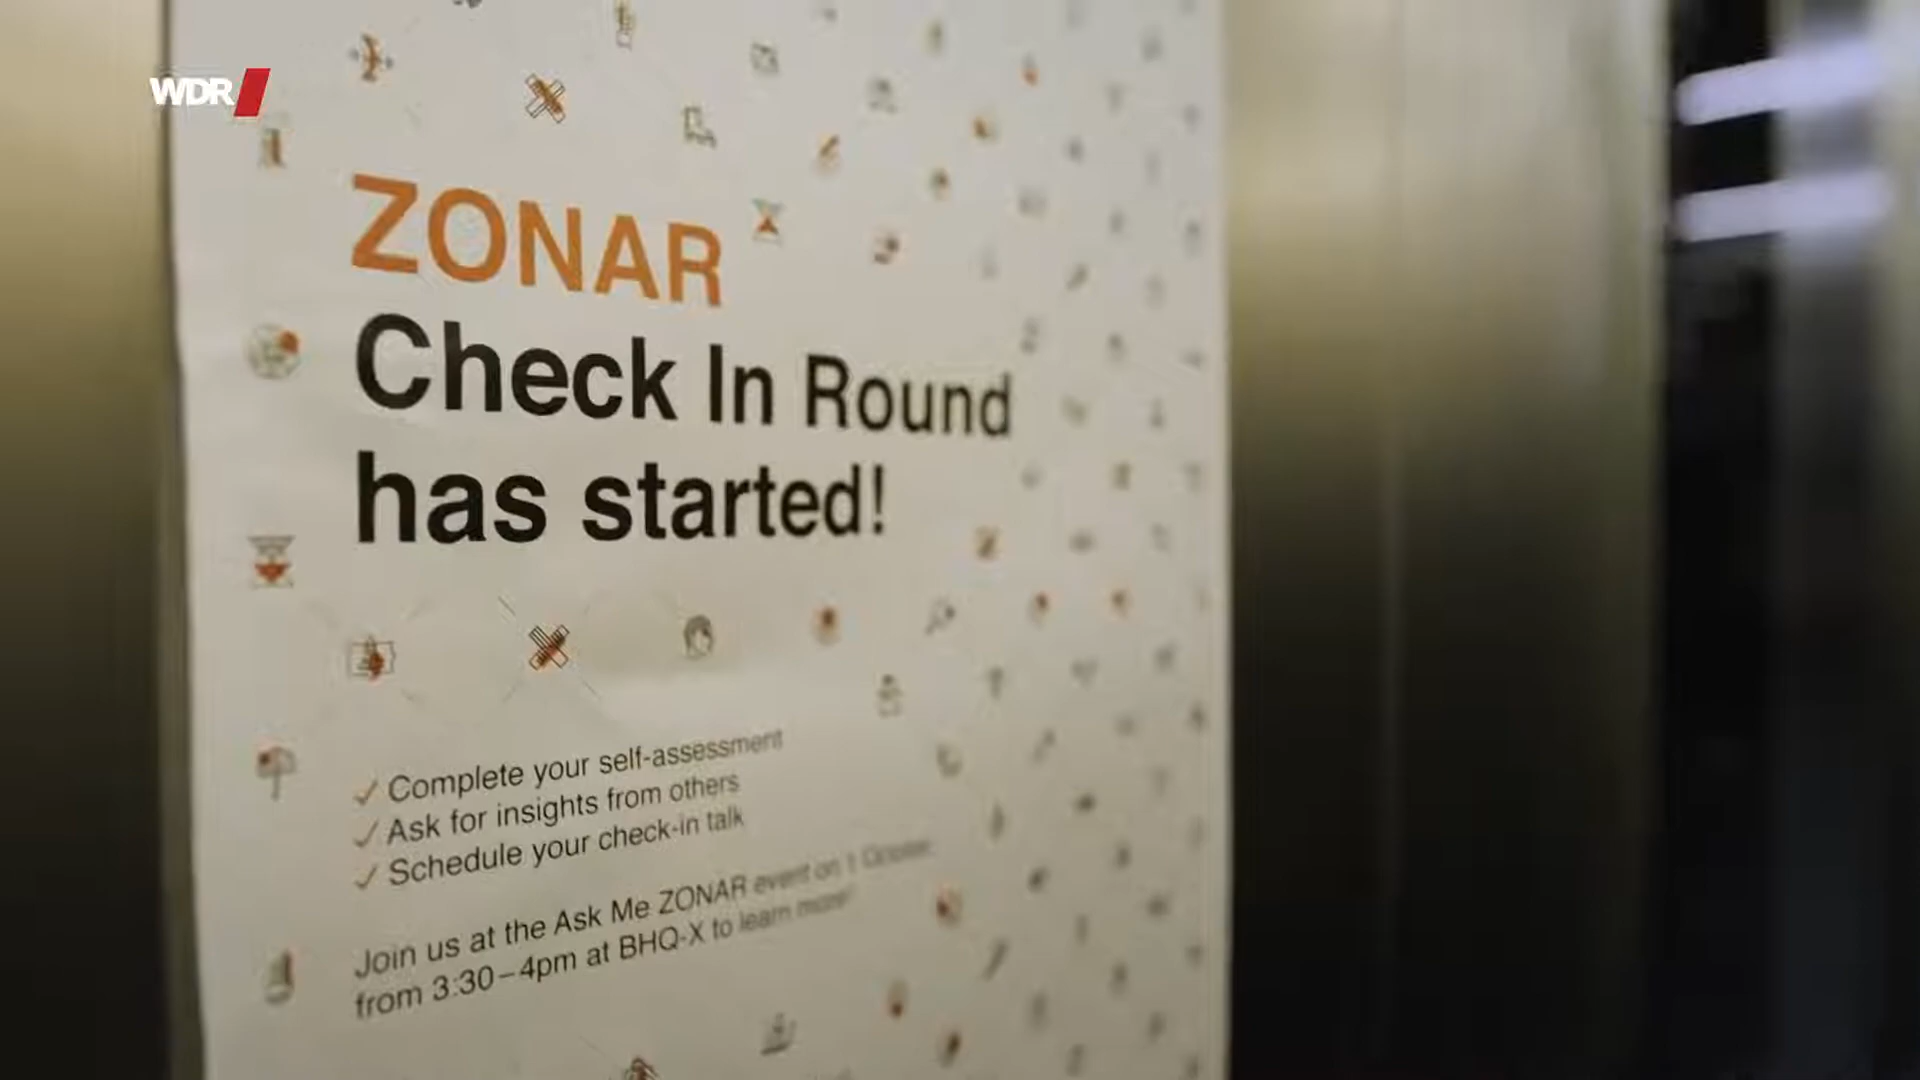 WDR
ZONAR
Check In Round
has started!
✓ Complete your self-assessment
✓ Ask for insights from others
✓ Schedule your check-in talk
Join us at the Ask Me ZONAR event on 1 October
from 3:30–4pm at BHQ-X to learn more!